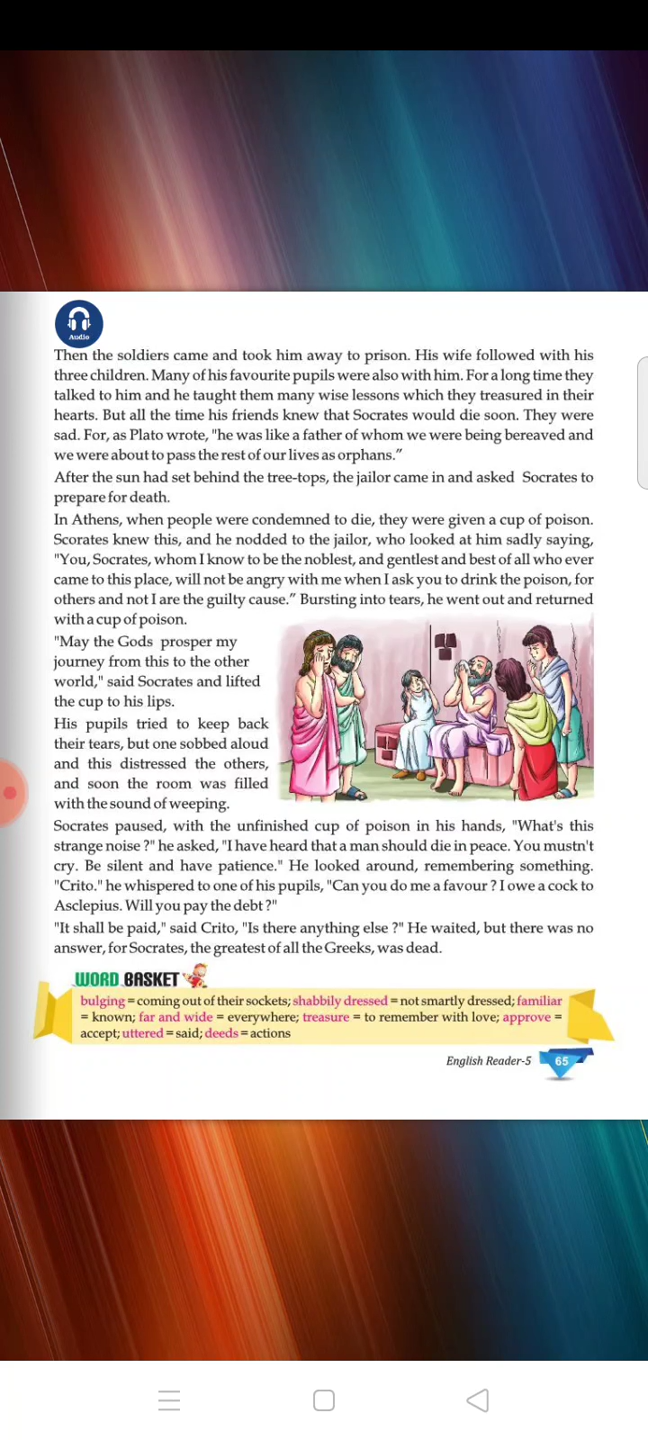 Audio
Then the soldiers came and took him away to prison. His wife followed with his
three children. Many of his favourite pupils were also with him. For a long time they
talked to him and he taught them many wise lessons which they treasured in their
hearts. But all the time his friends knew that Socrates would die soon. They were
sad. For, as Plato wrote, "he was like a father of whom we were being bereaved and
we were about to pass the rest of our lives as orphans.”
After the sun had set behind the tree-tops, the jailor came in and asked Socrates to
prepare for death.
In Athens, when people were condemned to die, they were given a cup of poison.
Scorates knew this, and he nodded to the jailor, who looked at him sadly saying,
"You, Socrates, whom I know to be the noblest, and gentlest and best of all who ever
came to this place, will not be angry with me when I ask you to drink the poison, for
others and not I are the guilty cause.” Bursting into tears, he went out and returned
with a cup of poison.
"May the Gods prosper my
journey from this to the other
world," said Socrates and lifted
the cup to his lips.
His pupils tried to keep back
their tears, but one sobbed aloud
and this distressed the others,
and soon the room was filled
with the sound of weeping.
Socrates paused, with the unfinished cup of poison in his hands, "What's this
strange noise ?" he asked, "I have heard that a man should die in peace. You mustn't
cry. Be silent and have patience." He looked around, remembering something.
"Crito." he whispered to one of his pupils, "Can you do me a favour ? I owe a cock to
Asclepius. Will you pay the debt ?"
"It shall be paid," said Crito, "Is there anything else ?" He waited, but there was no
answer, for Socrates, the greatest of all the Greeks, was dead.
WORD BASKET
bulging = coming out of their sockets; shabbily dressed = not smartly dressed; familiar
= known; far and wide = everywhere; treasure = to remember with love; approve =
accept; uttered = said; deeds = actions
English Reader-5 65